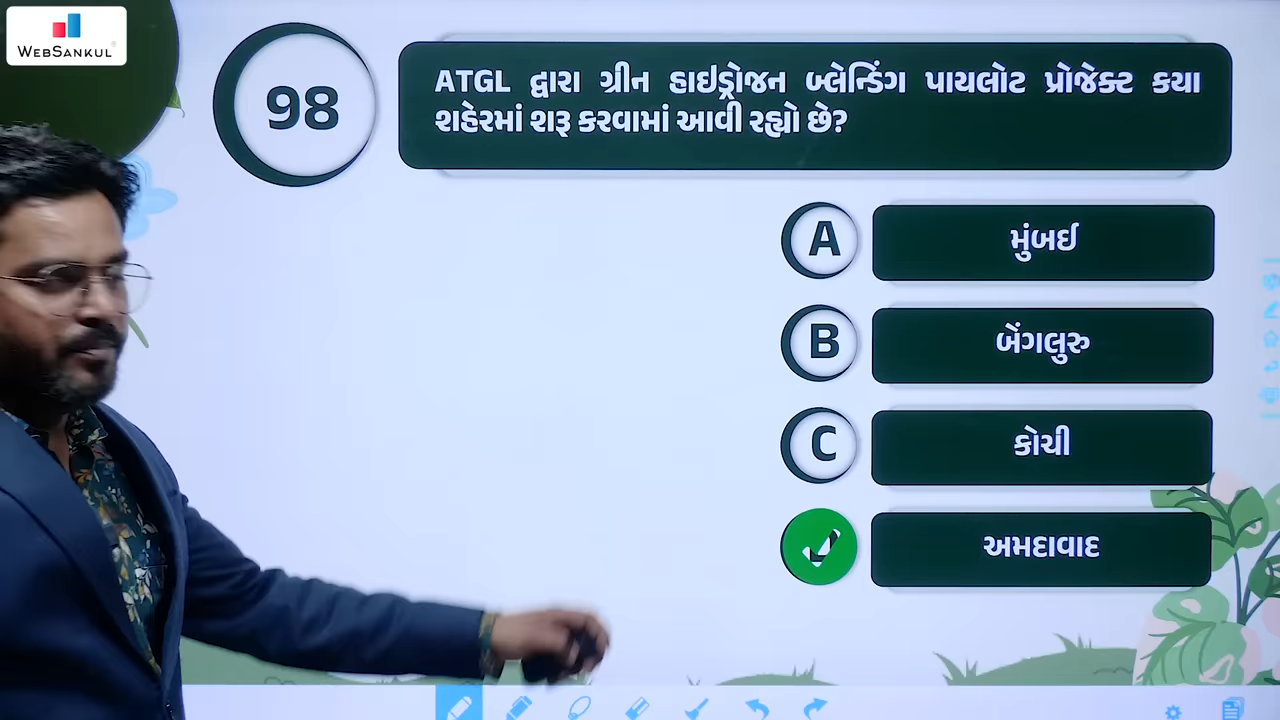 WEBSANKUL
98
ATGL દ્વારા ગ્રીન હાઇડ્રોજન બ્લેન્ડિંગ પાયલોટ પ્રોજેક્ટ કયા
શહેરમાં શરૂ કરવામાં આવી રહ્યો છે?
A મુંબઈ
B બેંગલુરુ
C કોચી
અમદાવાદ